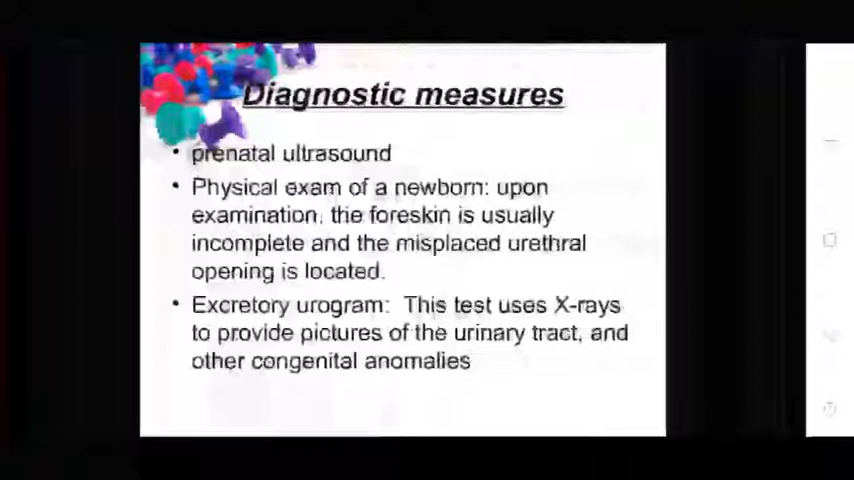 Diagnostic measures
• prenatal ultrasound
• Physical exam of a newborn: upon
examination, the foreskin is usually
incomplete and the misplaced urethral
opening is located.
• Excretory urogram: This test uses X-rays
to provide pictures of the urinary tract, and
other congenital anomalies